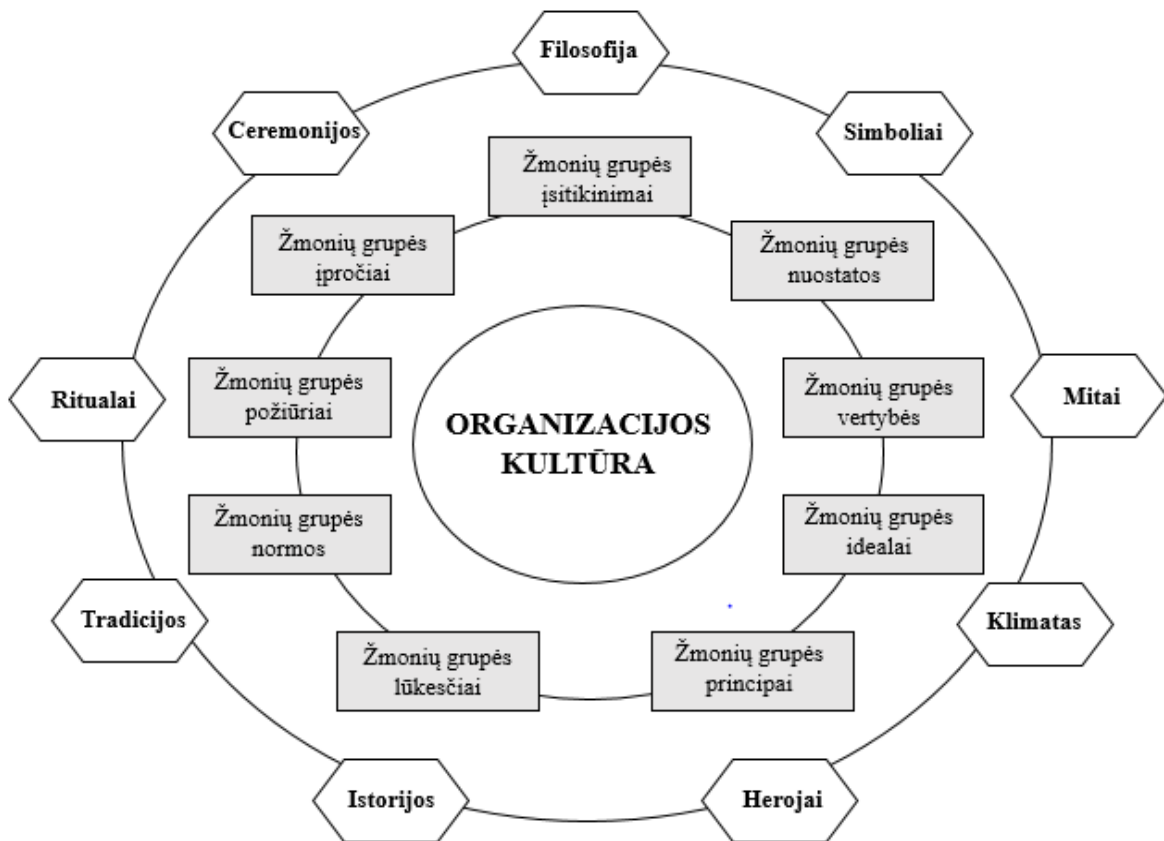 Filosofija
Ceremonijos
Simboliai
Žmonių grupės
įsitikinimai
Žmonių grupės
įpročiai
Žmonių grupės
nuostatos
Ritualai
Žmonių grupės
požiūriai
ORGANIZACIJOS
KULTŪRA
Žmonių grupės
vertybės
Mitai
Žmonių grupės
normos
Žmonių grupės
idealai
Tradicijos
Klimatas
Žmonių grupės
lūkesčiai
Žmonių grupės
principai
Istorijos
Herojai